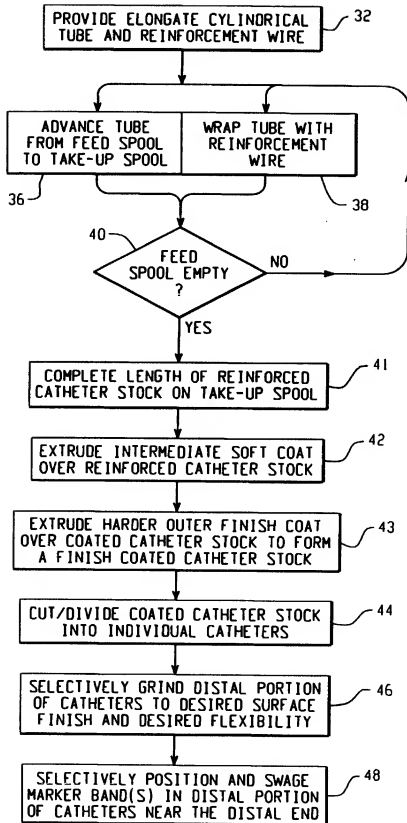 PROVIDE ELONGATE CYLINDRICAL
TUBE AND REINFORCEMENT WIRE
32
ADVANCE TUBE
FROM FEED SPOOL
TO TAKE-UP SPOOL
36
WRAP TUBE WITH
REINFORCEMENT
WIRE
38
40
FEED
SPOOL EMPTY
?
NO
YES
COMPLETE LENGTH OF REINFORCED
CATHETER STOCK ON TAKE-UP SPOOL
41
EXTRUDE INTERMEDIATE SOFT COAT
OVER REINFORCED CATHETER STOCK
42
EXTRUDE HARDER OUTER FINISH COAT
OVER COATED CATHETER STOCK TO FORM
A FINISH COATED CATHETER STOCK
43
CUT/DIVIDE COATED CATHETER STOCK
INTO INDIVIDUAL CATHETERS
44
SELECTIVELY GRIND DISTAL PORTION
OF CATHETERS TO DESIRED SURFACE
FINISH AND DESIRED FLEXIBILITY
46
SELECTIVELY POSITION AND SWAGE
MARKER BAND(S) IN DISTAL PORTION
OF CATHETERS NEAR THE DISTAL END
48